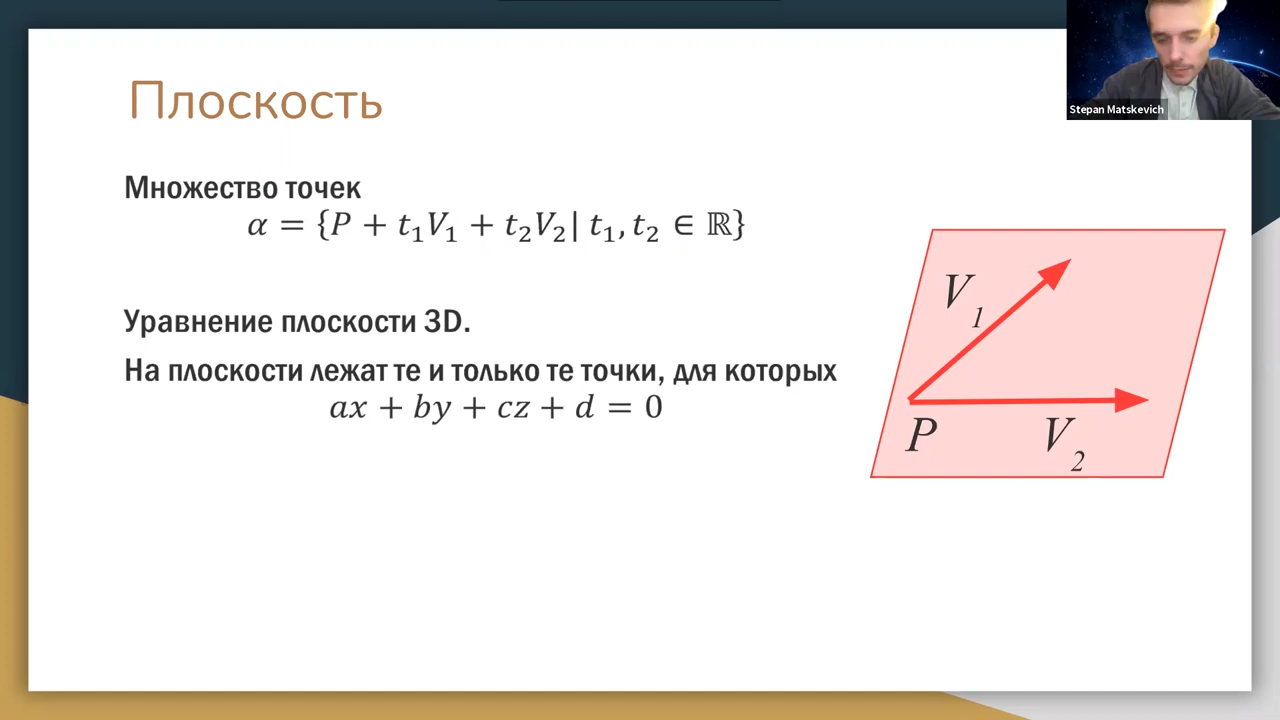 Плоскость
Stepan Matskevich
Множество точек
α = {P + t₁V₁ + t₂V₂| t₁, t₂ ∈ ℝ}
Уравнение плоскости 3D.
На плоскости лежат те и только те точки, для которых
ax + by + cz + d = 0
V₁
P
V₂